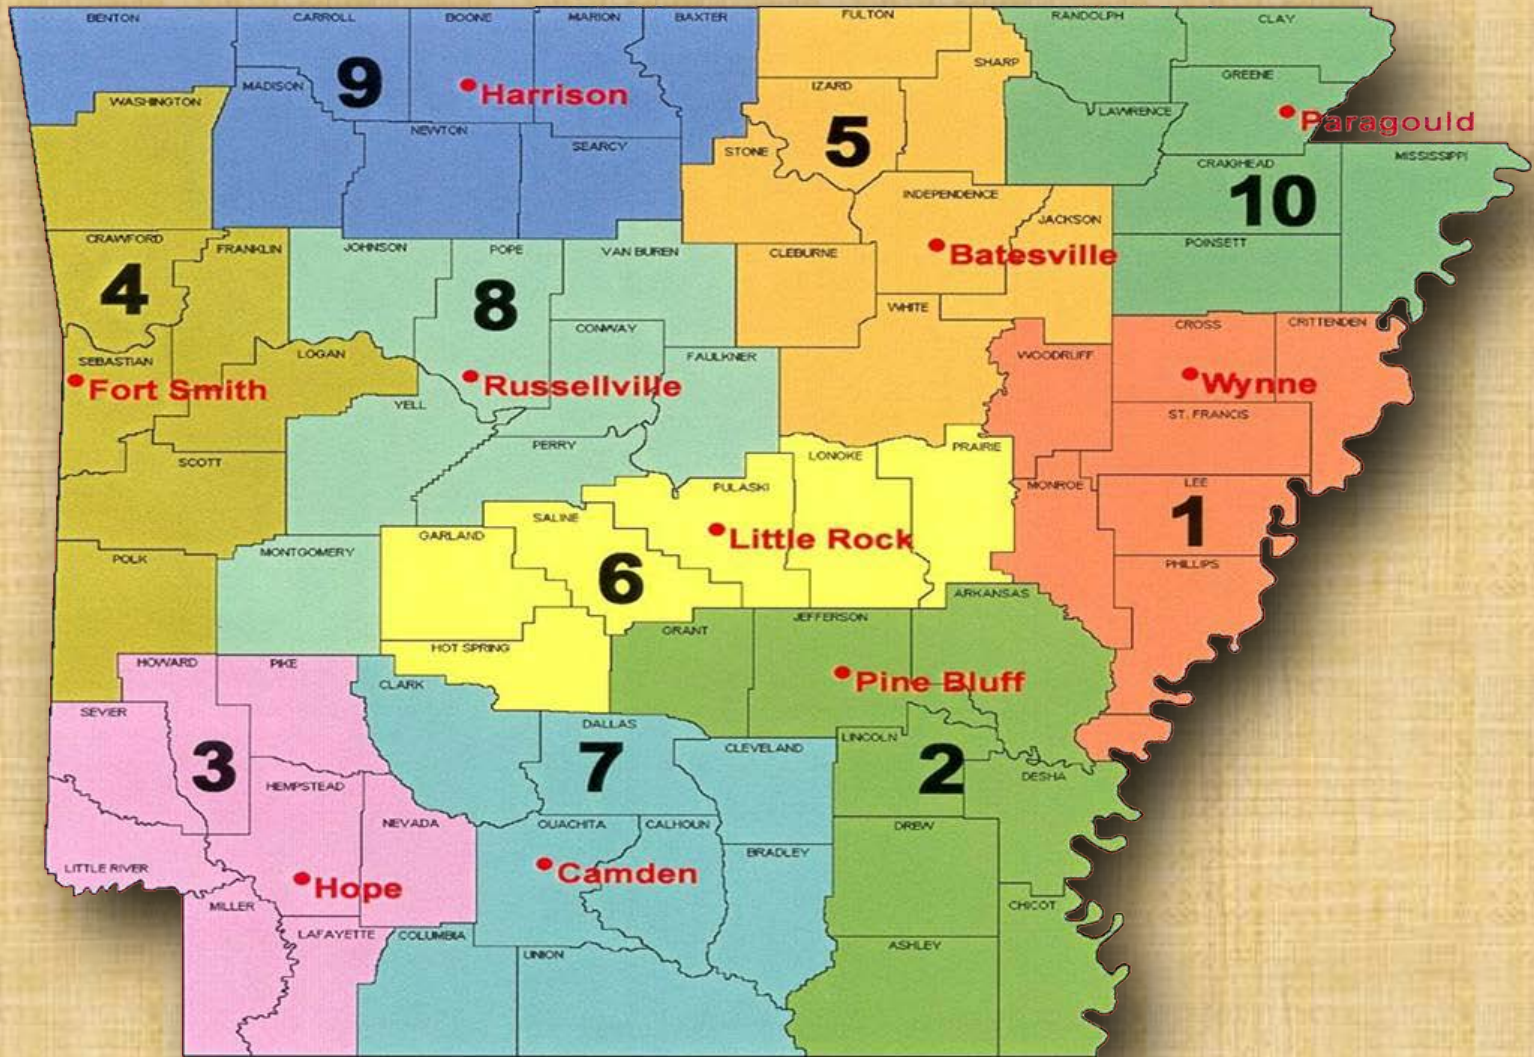 BENTON
CARROLL
BOONE
MARION
BAXTER
FULTON
RANDOLPH
CLAY
SHARP
GREENE
MADISON
9
Harrison
IZARD
WASHINGTON
LAWRENCE
Paragould
NEWTON
SEARCY
STONE
5
CRAIGHEAD
MISSISSIPPI
INDEPENDENCE
10
JACKSON
CRAWFORD
FRANKLIN
JOHNSON
POPE
VAN BUREN
CLEBURNE
Batesville
POINSETT
4
8
WHITE
CONWAY
CROSS
CRITTENDEN
SEBASTIAN
LOGAN
FAULKNER
WOODRUFF
Fort Smith
Russellville
Wynne
YELL
ST. FRANCIS
PERRY
PRAIRIE
LONOKE
SCOTT
PULASKI
MONROE
LEE
SALINE
1
GARLAND
Little Rock
POLK
MONTGOMERY
6
PHILLIPS
ARKANSAS
GRANT
JEFFERSON
HOT SPRING
HOWARD
PIKE
CLARK
Pine Bluff
SEVIER
DALLAS
LINCOLN
CLEVELAND
3
7
2
DESHA
HEMPSTEAD
NEVADA
OUACHITA
CALHOUN
DREW
BRADLEY
LITTLE RIVER
Hope
Camden
MILLER
CHICOT
LAFAYETTE
COLUMBIA
ASHLEY
UNION